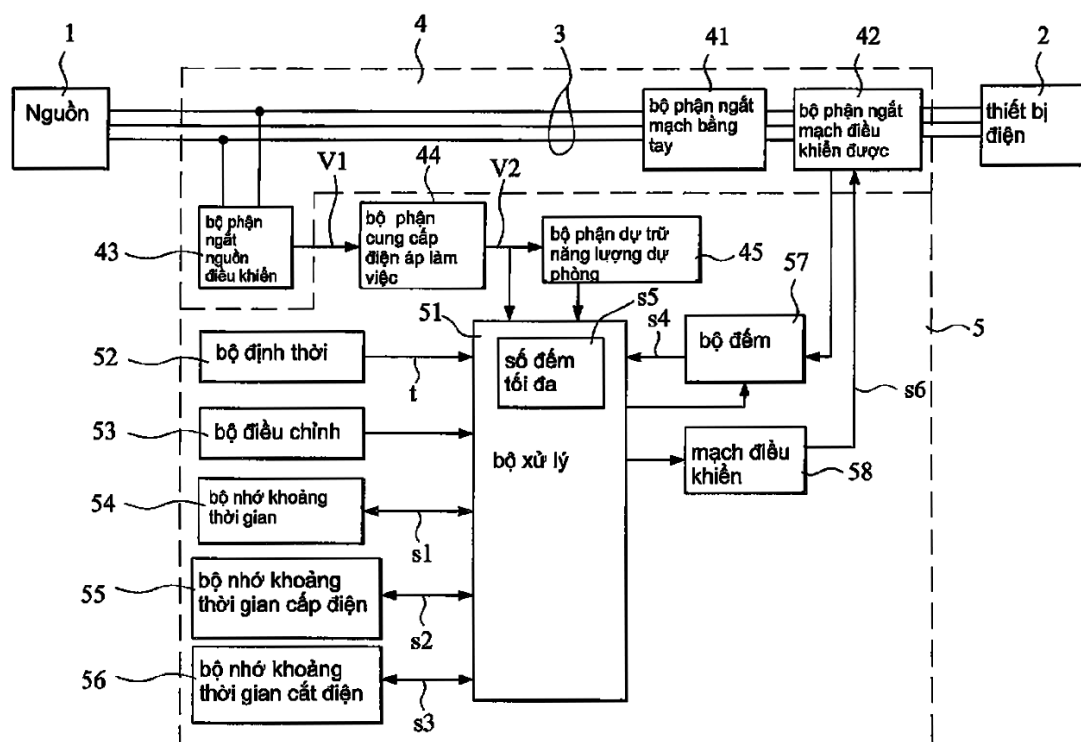 1
4
3
41
42
2
Nguồn
bộ phận ngắt
mạch bằng
tay
bộ phận ngắt
mạch điều
khiển được
thiết bị
điện
V1
44
V2
43
bộ phận
ngắt
nguồn
điều khiển
bộ phận
cung cấp
điện áp làm
việc
bộ phận dự trữ
năng lượng dự
phòng
45
57
51
s5
s4
5
52
bộ định thời
t
số đếm
tối đa
bộ đếm
s6
53
bộ điều chỉnh
bộ xử lý
mạch điều
khiển
58
54
bộ nhớ khoảng
thời gian
s1
55
bộ nhớ khoảng
thời gian cấp điện
s2
56
bộ nhớ khoảng
thời gian cắt điện
s3